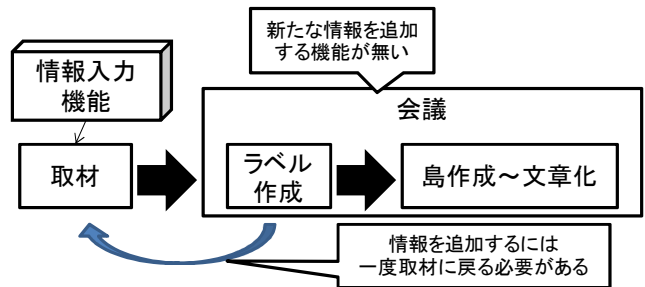 新たな情報を追加
する機能が無い
情報入力
機能
会議
取材
ラベル
作成
島作成～文章化
情報を追加するには
一度取材に戻る必要がある